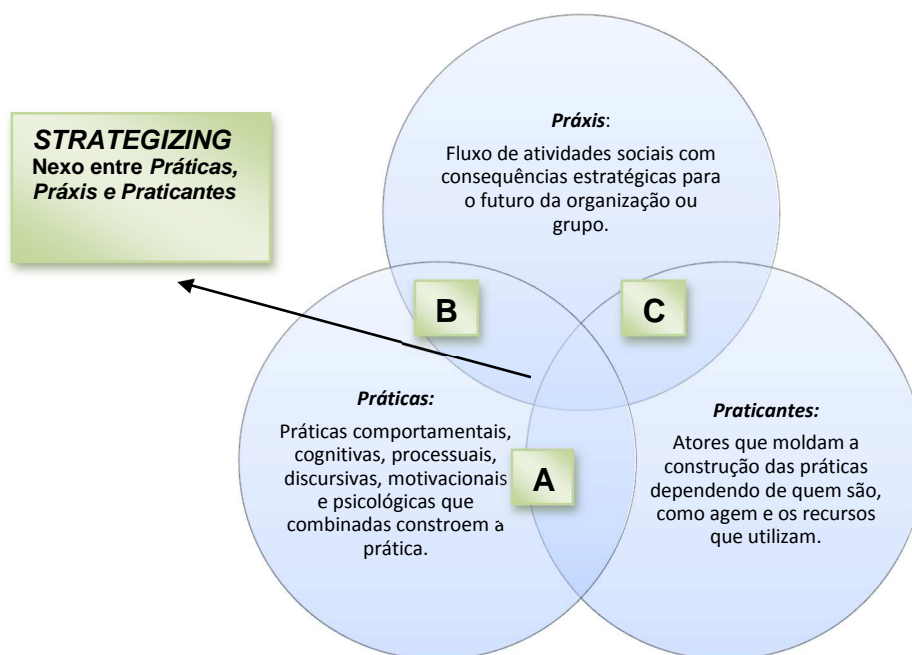 STRATEGIZING
Nexo entre Práticas,
Práxis e Praticantes
Práxis:
Fluxo de atividades sociais com
consequências estratégicas para
o futuro da organização ou
grupo.
B
C
Práticas:
Práticas comportamentais,
cognitivas, processuais,
discursivas, motivacionais
e psicológicas que
combinadas constroem a
prática.
A
Praticantes:
Atores que moldam a
construção das práticas
dependendo de quem são,
como agem e os recursos
que utilizam.